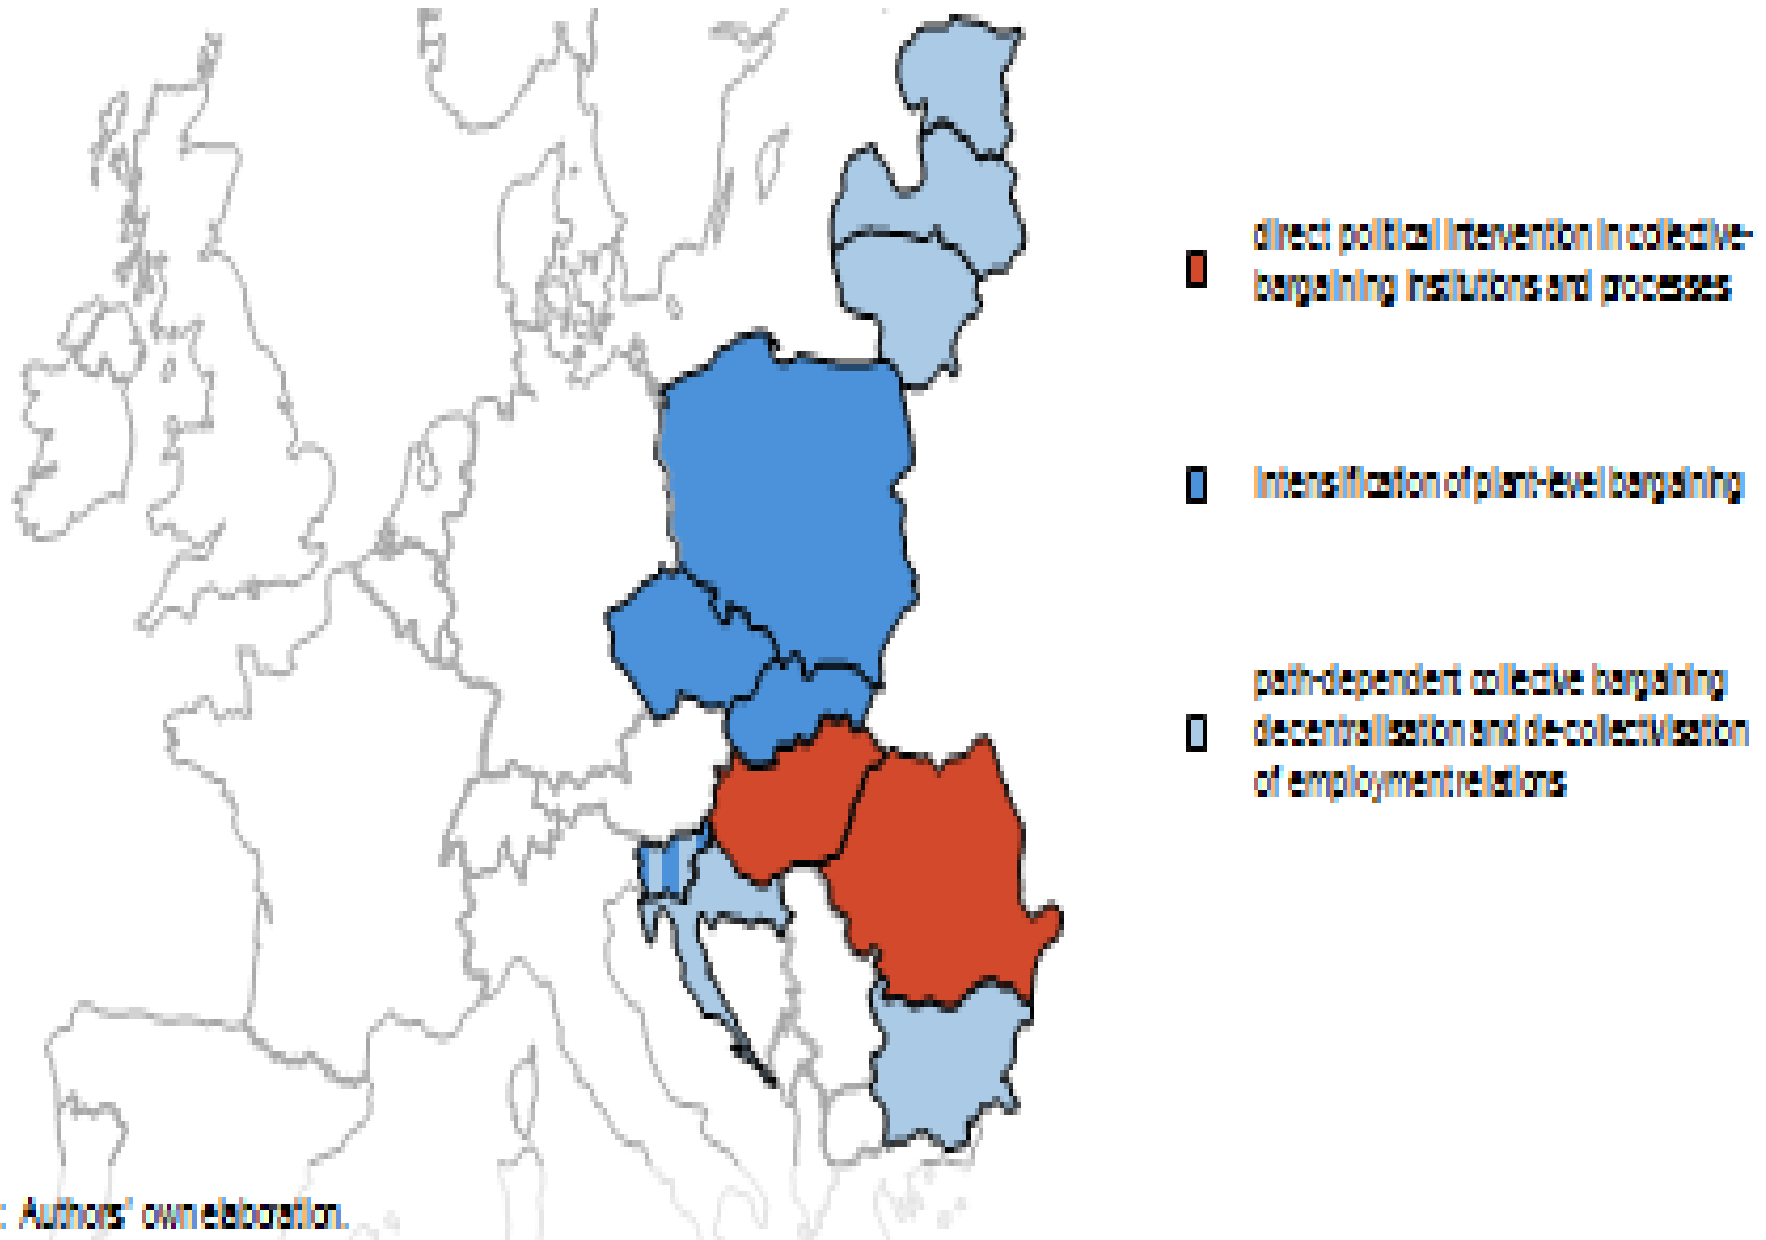 direct political intervention in collective-
bargaining institutions and processes
intensification of plant-level bargaining
path-dependent collective bargaining
decentralisation and de-collectivisation
of employment relations
: Authors' own elaboration.